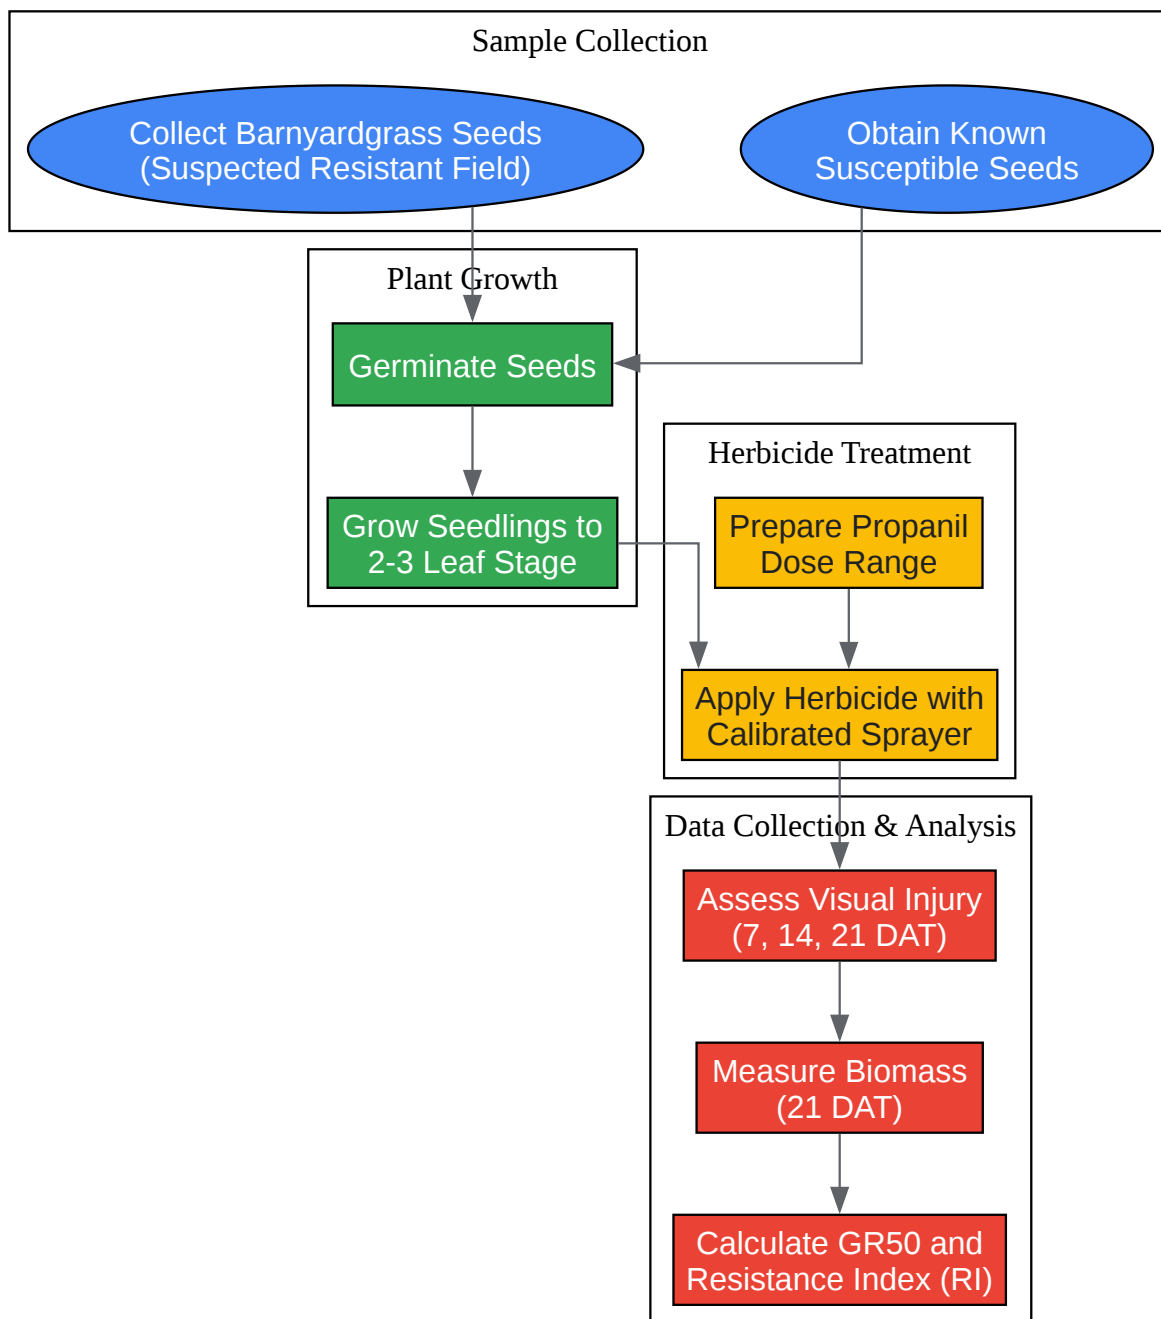 Sample Collection
Collect Barnyardgrass Seeds
(Suspected Resistant Field)
Obtain Known
Susceptible Seeds
Plant Growth
Germinate Seeds
Grow Seedlings to
2-3 Leaf Stage
Herbicide Treatment
Prepare Propanil
Dose Range
Apply Herbicide with
Calibrated Sprayer
Data Collection & Analysis
Assess Visual Injury
(7, 14, 21 DAT)
Measure Biomass
(21 DAT)
Calculate GR50 and
Resistance Index (RI)